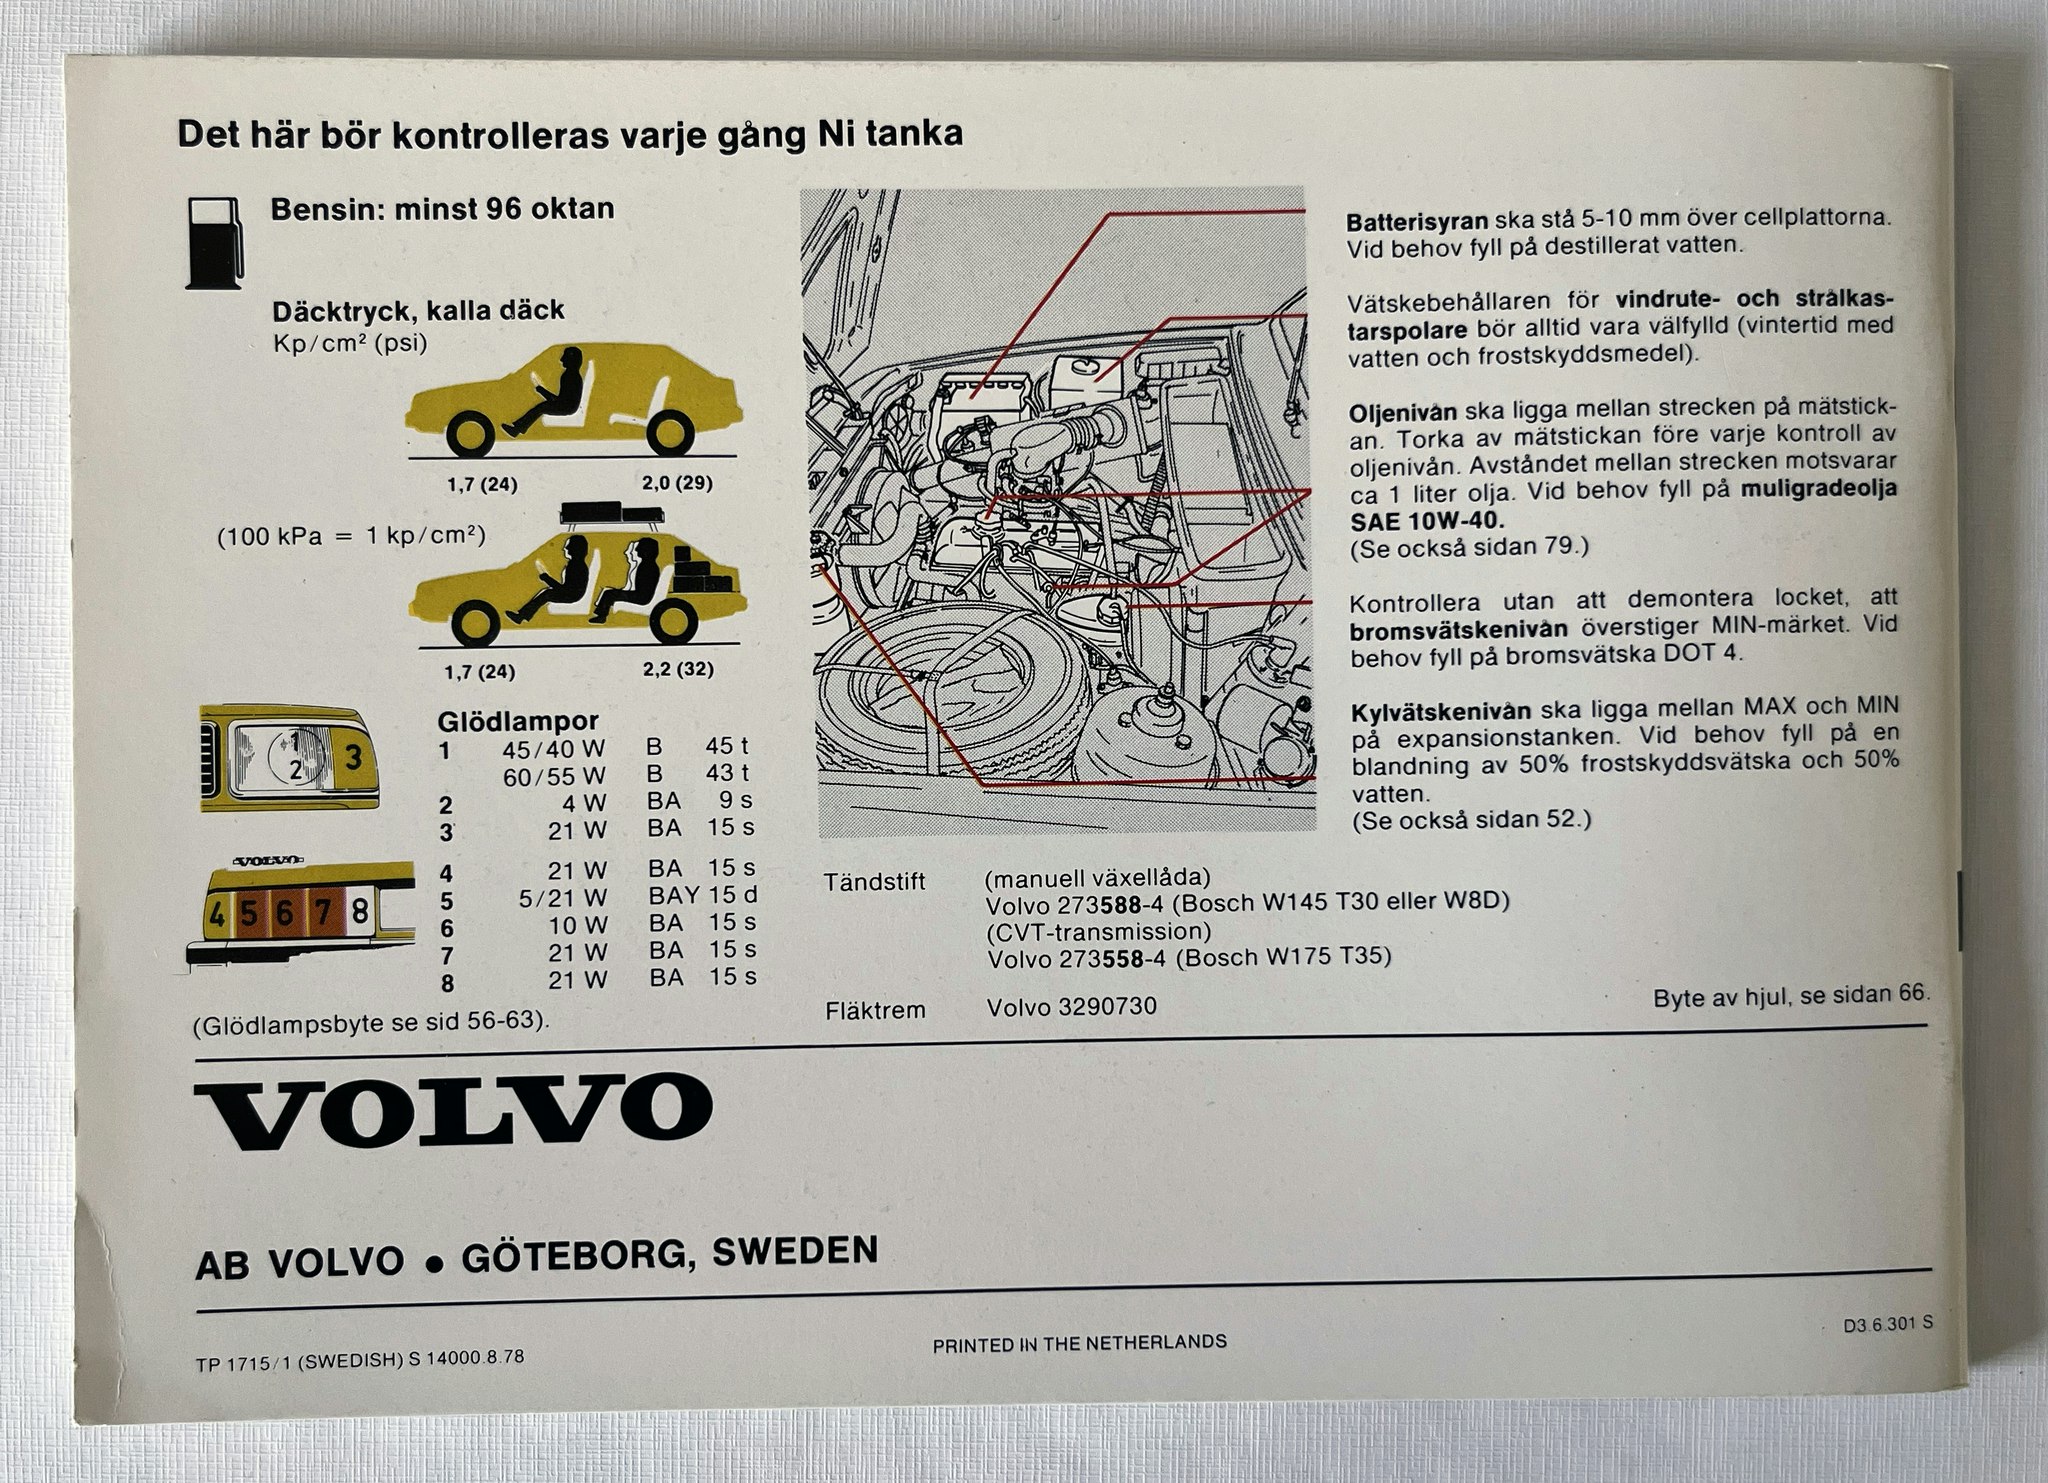 Det här bör kontrolleras varje gång Ni tanka
Bensin: minst 96 oktan
Däcktryck, kalla däck
Kp/cm² (psi)
1,7 (24) 2,0 (29)
(100 kPa = 1 kp/cm²)
1,7 (24) 2,2 (32)
1
2
3
Glödlampor
1 45/40 W B 45 t
60/55 W B 43 t
2 4 W BA 9 s
3 21 W BA 15 s
VOLVO
4 5 6 7 8
4 21 W BA 15 s
5 5/21 W BAY 15 d
6 10 W BA 15 s
7 21 W BA 15 s
8 21 W BA 15 s
(Glödlampsbyte se sid 56-63).
Batterisyran ska stå 5-10 mm över cellplattorna.
Vid behov fyll på destillerat vatten.
Vätskebehållaren för vindrute- och strålkas-
tarspolare bör alltid vara välfylld (vintertid med
vatten och frostskyddsmedel).
Oljenivån ska ligga mellan strecken på mätstick-
an. Torka av mätstickan före varje kontroll av
oljenivån. Avståndet mellan strecken motsvarar
ca 1 liter olja. Vid behov fyll på muligradeolja
SAE 10W-40.
(Se också sidan 79.)
Kontrollera utan att demontera locket, att
bromsvätskenivån överstiger MIN-märket. Vid
behov fyll på bromsvätska DOT 4.
Kylvätskenivån ska ligga mellan MAX och MIN
på expansionstanken. Vid behov fyll på en
blandning av 50% frostskyddsvätska och 50%
vatten.
(Se också sidan 52.)
Tändstift (manuell växellåda)
Volvo 273588-4 (Bosch W145 T30 eller W8D)
(CVT-transmission)
Volvo 273558-4 (Bosch W175 T35)
Fläktrem Volvo 3290730
Byte av hjul, se sidan 66.
VOLVO
AB VOLVO ● GÖTEBORG, SWEDEN
TP 1715/1 (SWEDISH) S 14000.8.78
PRINTED IN THE NETHERLANDS
D3.6.301 S